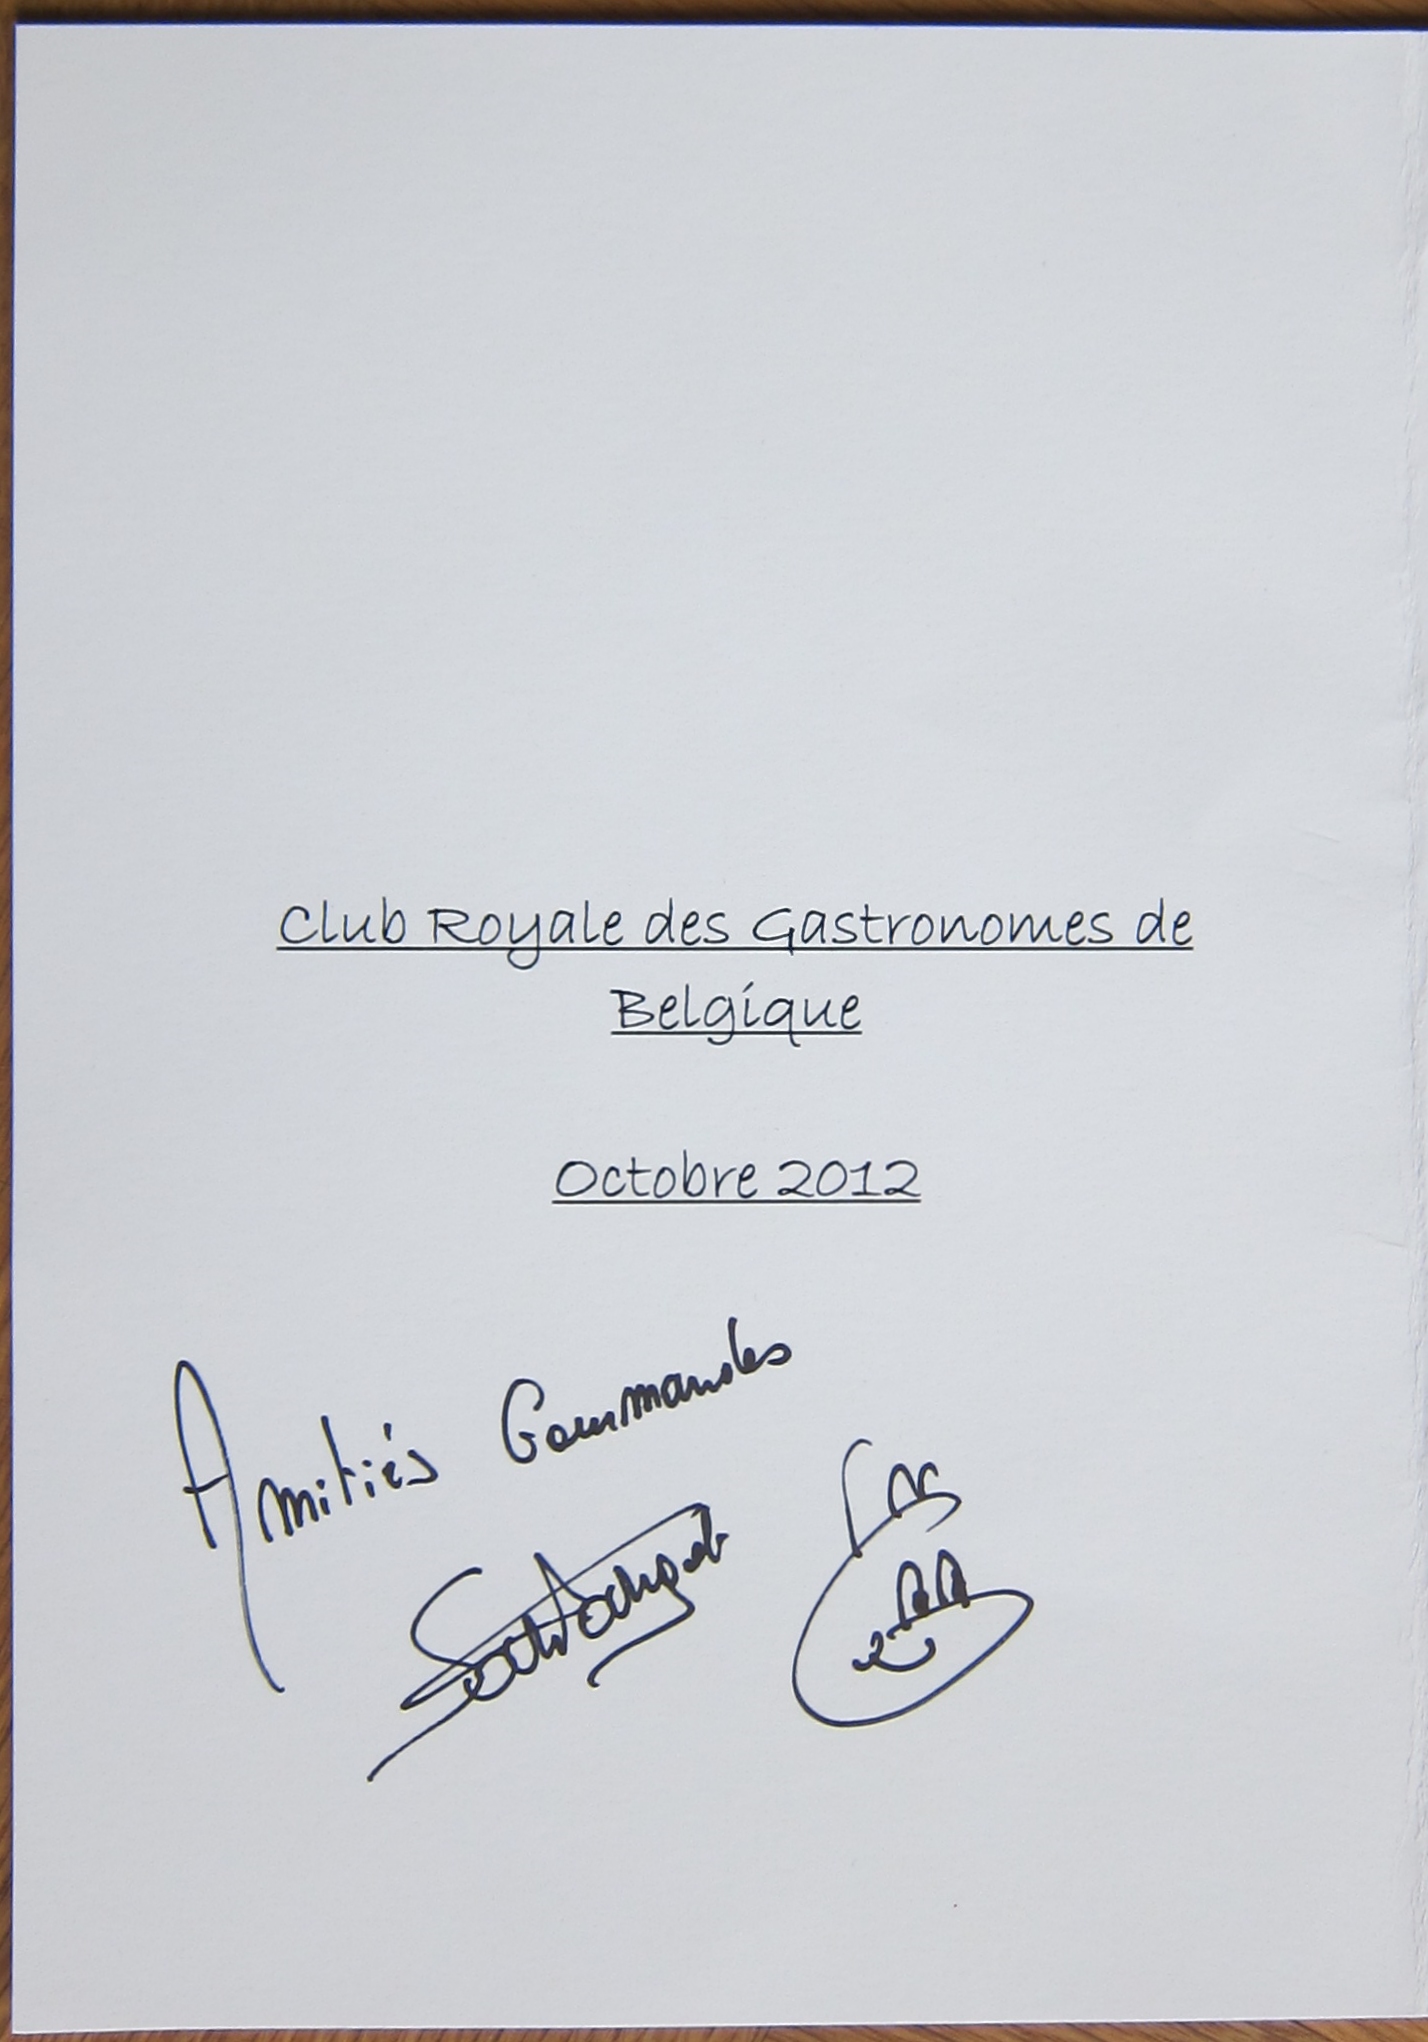 Club Royale des Gastronomes de
Belgique
Octobre 2012
Amitiés Gourmandes